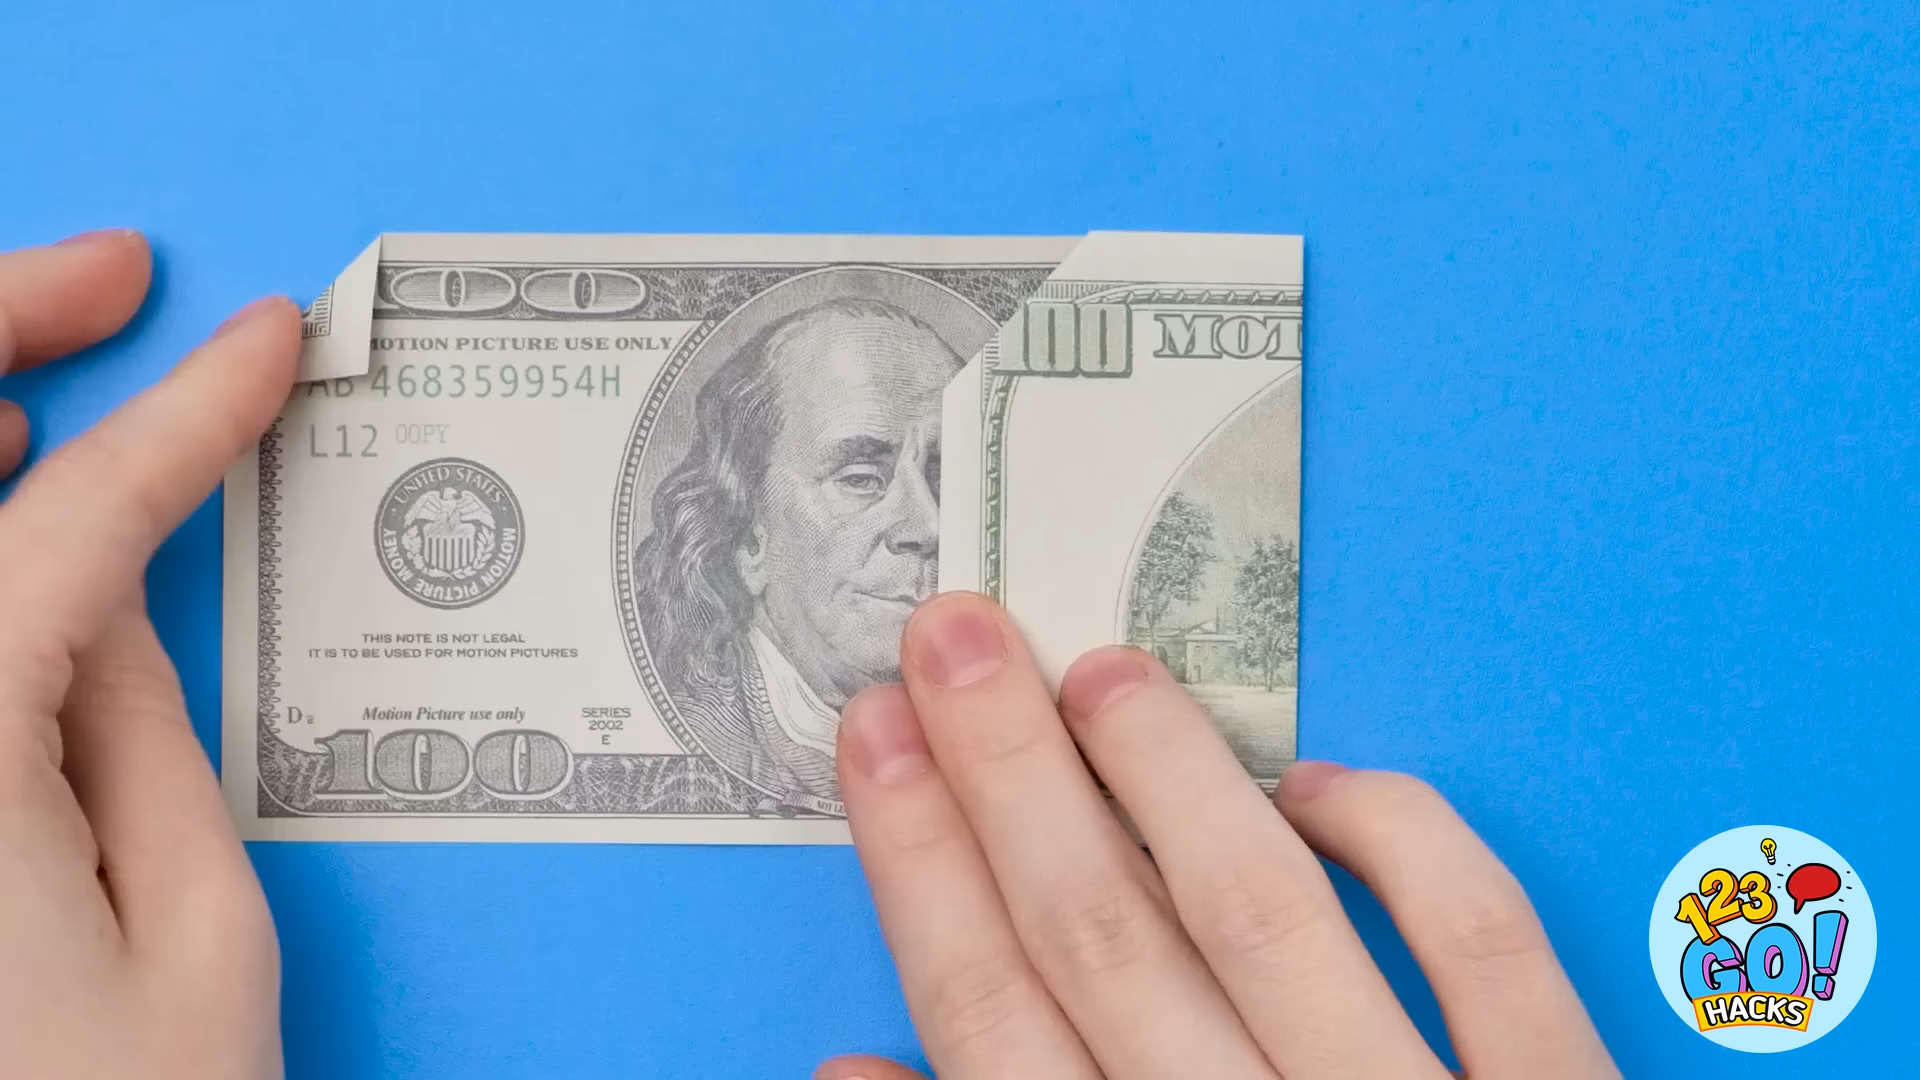 00
MOTION PICTURE USE ONLY
AB 468359954H
L12 COPY
UNITED STATES
MOTION PICTURE MONEY
THIS NOTE IS NOT LEGAL
IT IS TO BE USED FOR MOTION PICTURES
D
Motion Picture use only
SERIES
2002
E
100
100 MOT
123
GO!
HACKS